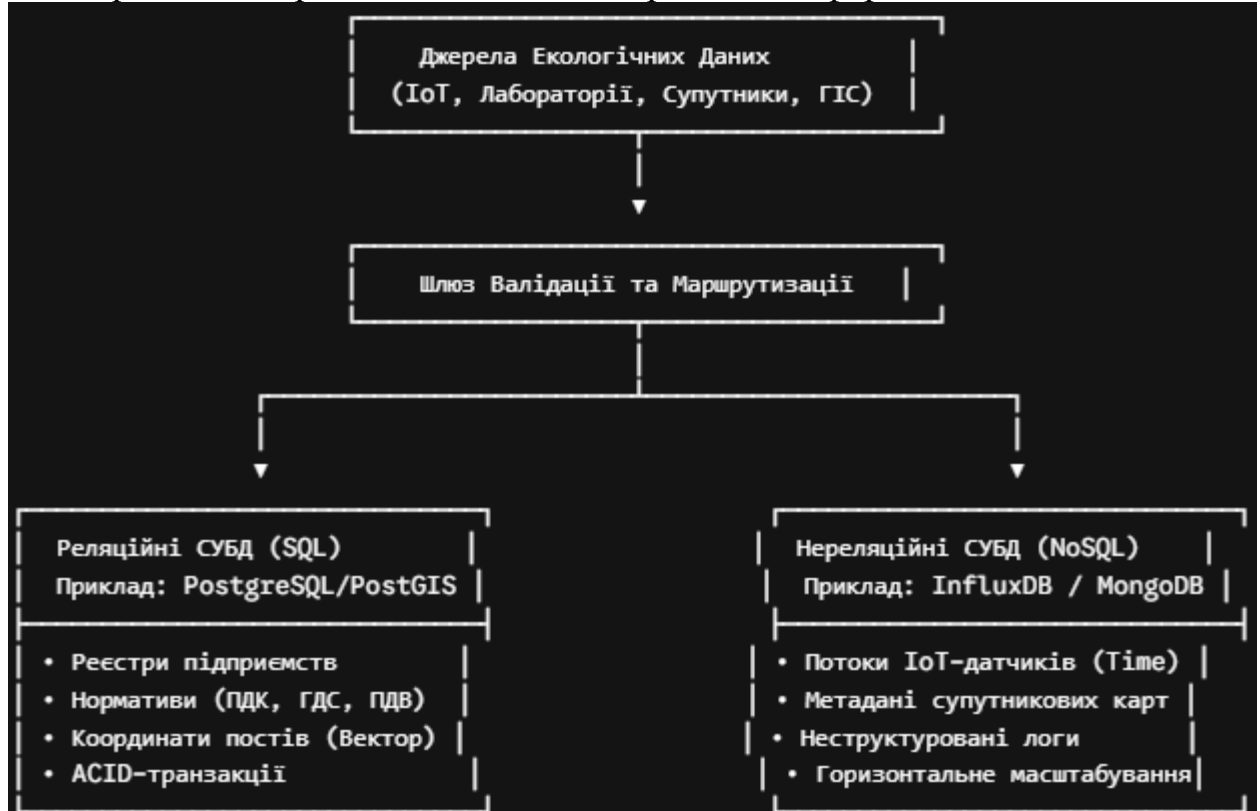 Джерела Екологічних Даних
(ІоТ, Лабораторії, Супутники, ГІС)
Шлюз Валідації та Маршрутизації
Реляційні СУБД (SQL)
Приклад: PostgreSQL/PostGIS
• Реєстри підприємств
• Нормативи (ПДК, ГДС, ПДВ)
• Координати постів (Вектор)
• ACID-транзакції
Нереляційні СУБД (NoSQL)
Приклад: InfluxDB / MongoDB
• Потоки IoT-датчиків (Time)
• Метадані супутникових карт
• Неструктуровані логи
• Горизонтальне масштабування